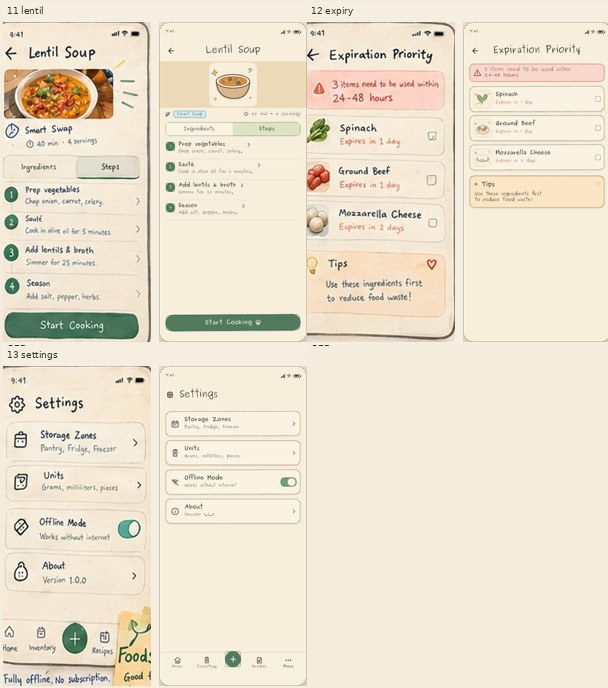 11 lentil
9:41
Lentil Soup
Smart Swap
40 min · 4 servings
Ingredients
Steps
1
Prep vegetables
Chop onion, carrot, celery.
2
Sauté
Cook in olive oil for 5 minutes.
3
Add lentils & broth
Simmer for 25 minutes.
4
Season
Add salt, pepper, herbs.
Start Cooking
9:41
Lentil Soup
Smart Swap
40 min · 4 servings
Ingredients
Steps
Prep vegetables
Chop onion, carrot, celery.
Sauté
Cook in olive oil for 5 minutes.
Add lentils & broth
Simmer for 25 minutes.
Season
Add salt, pepper, herbs.
Start Cooking
12 expiry
9:41
Expiration Priority
3 items need to be used within
24-48 hours
Spinach
Expires in 1 day
Ground Beef
Expires in 1 day
Mozzarella Cheese
Expires in 2 days
Tips
Use these ingredients first
to reduce food waste!
9:41
Expiration Priority
items need to be used within
24-48 hours
Spinach
Expires in 1 day
Ground Beef
Expires in 1 day
Mozzarella Cheese
Expires in 2 days
Tips
Use these ingredients first
to reduce food waste!
13 settings
9:41
Settings
Storage Zones
Pantry, Fridge, Freezer
Units
Grams, milliliters, pieces
Offline Mode
Works without internet
About
Version 1.0.0
Home
Inventory
Recipes
Foods
Good f
Fully offline, No subscription.
9:41
Settings
Storage Zones
Pantry, fridge, freezer
Units
Grams, milliliters, pieces
Offline Mode
Works without internet
About
Version 1.0.0
Home
Inventory
Recipes
More